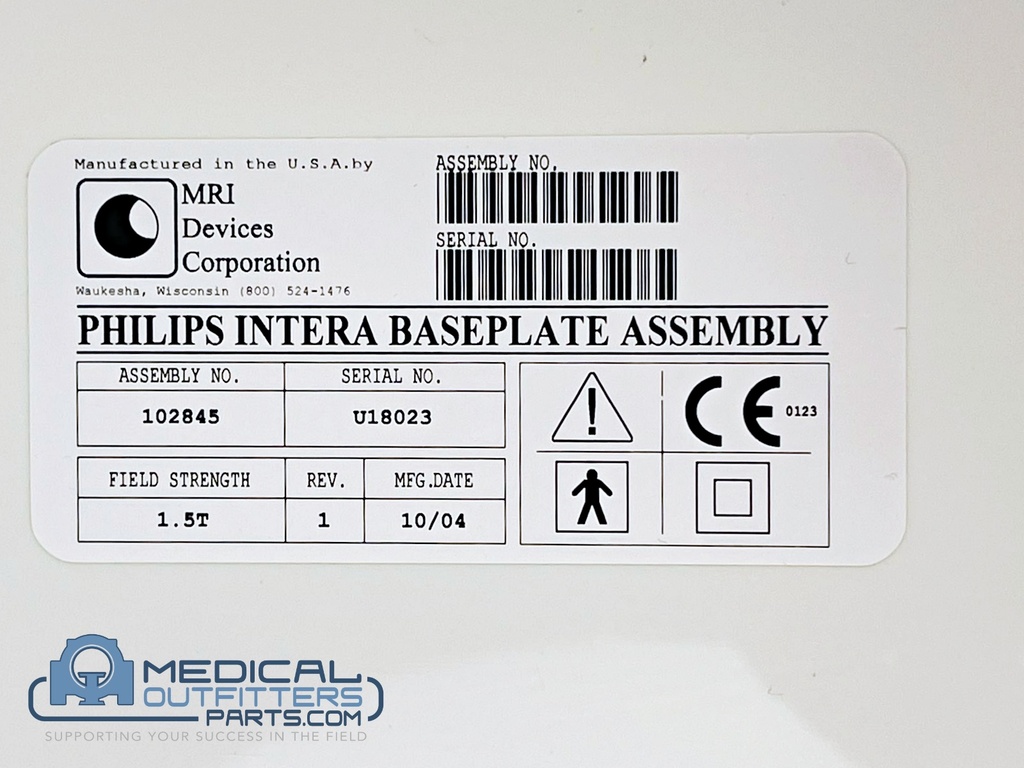 Manufactured in the U.S.A.by
MRI
Devices
Corporation
Waukesha, Wisconsin (800) 524-1476
ASSEMBLY NO.
SERIAL NO.
PHILIPS INTERA BASEPLATE ASSEMBLY
ASSEMBLY NO. SERIAL NO.
102845 U18023
FIELD STRENGTH REV. MFG.DATE
1.5T 1 10/04
! CE 0123
MEDICAL
OUTFITTERS
PARTS.COM
SUPPORTING YOUR SUCCESS IN THE FIELD